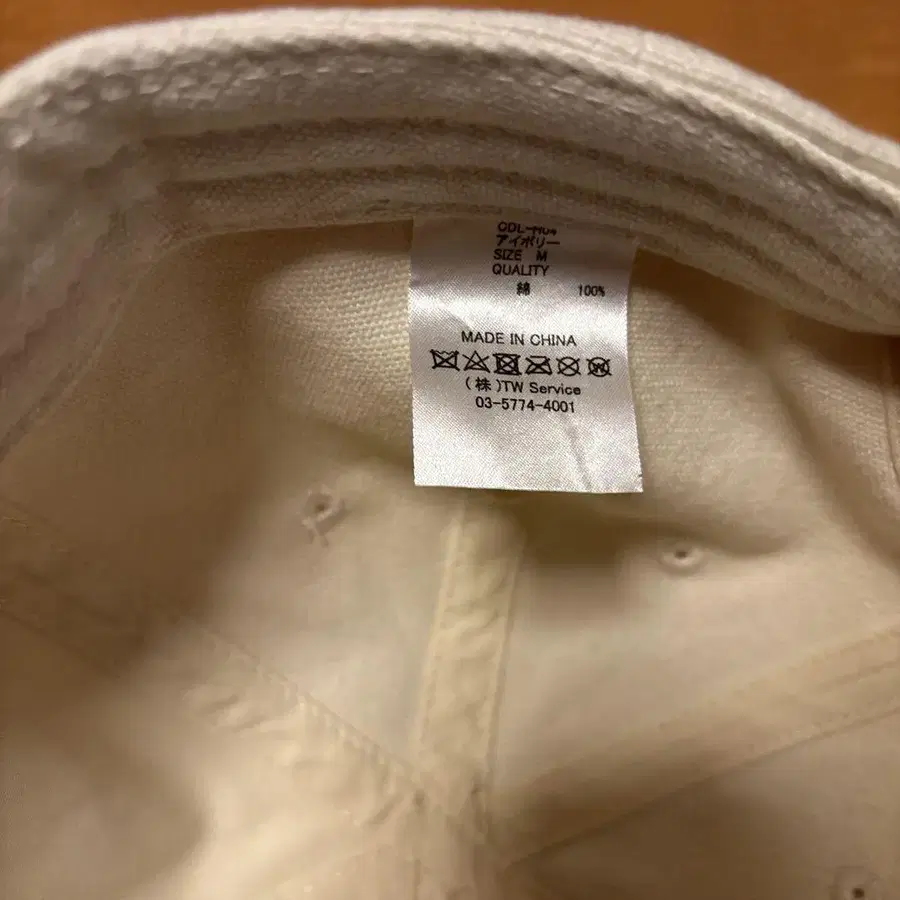 アイボリー
SIZE M
QUALITY
綿 100%
MADE IN CHINA
(株)TW Service
03-5774-4001